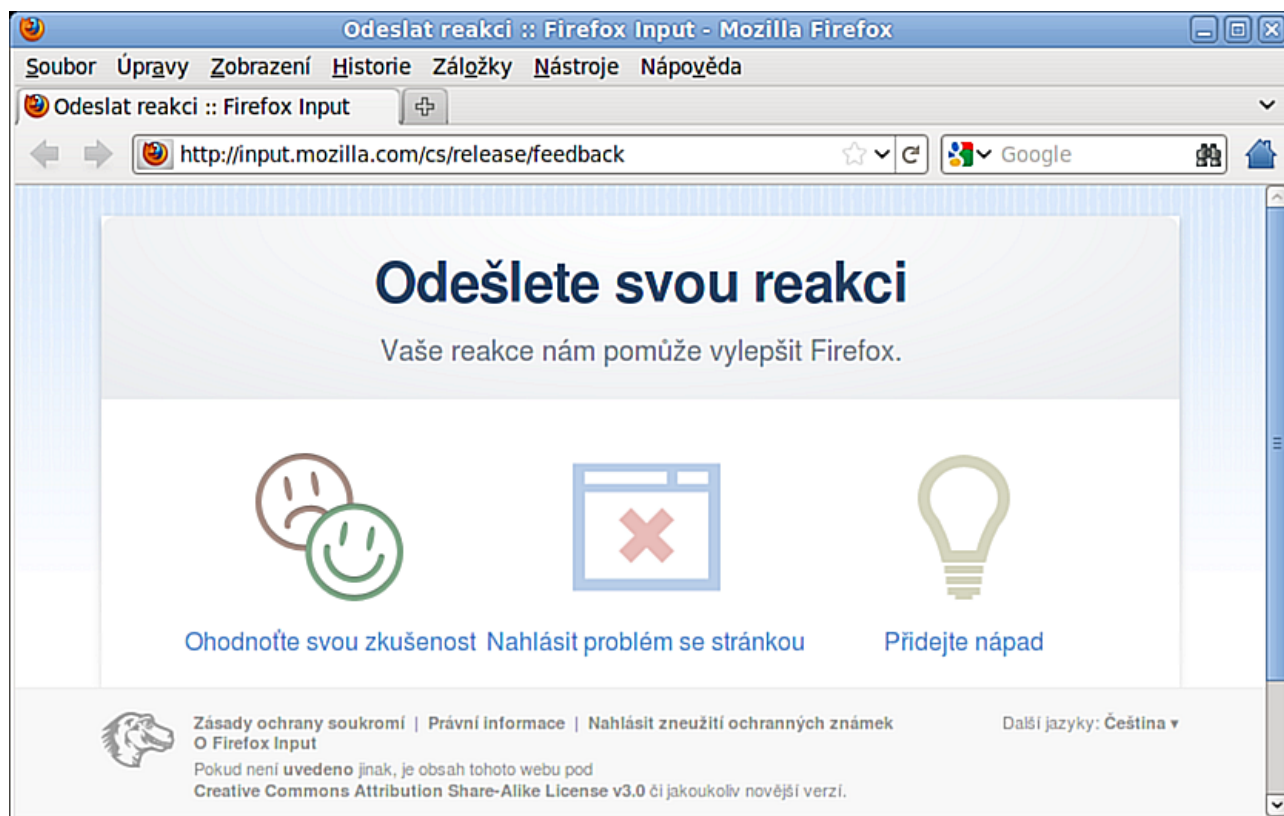 Odeslat reakci :: Firefox Input - Mozilla Firefox
Soubor Úpravy Zobrazení Historie Záložky Nástroje Nápověda
Odeslat reakci :: Firefox Input
http://input.mozilla.com/cs/release/feedback Google
Odešlete svou reakci
Vaše reakce nám pomůže vylepšit Firefox.
Ohodnoťte svou zkušenost Nahlásit problém se stránkou Přidejte nápad
Zásady ochrany soukromí | Právní informace | Nahlásit zneužití ochranných známek Další jazyky: Čeština ▾
O Firefox Input
Pokud není uvedeno jinak, je obsah tohoto webu pod
Creative Commons Attribution Share-Alike License v3.0 či jakoukoliv novější verzí.